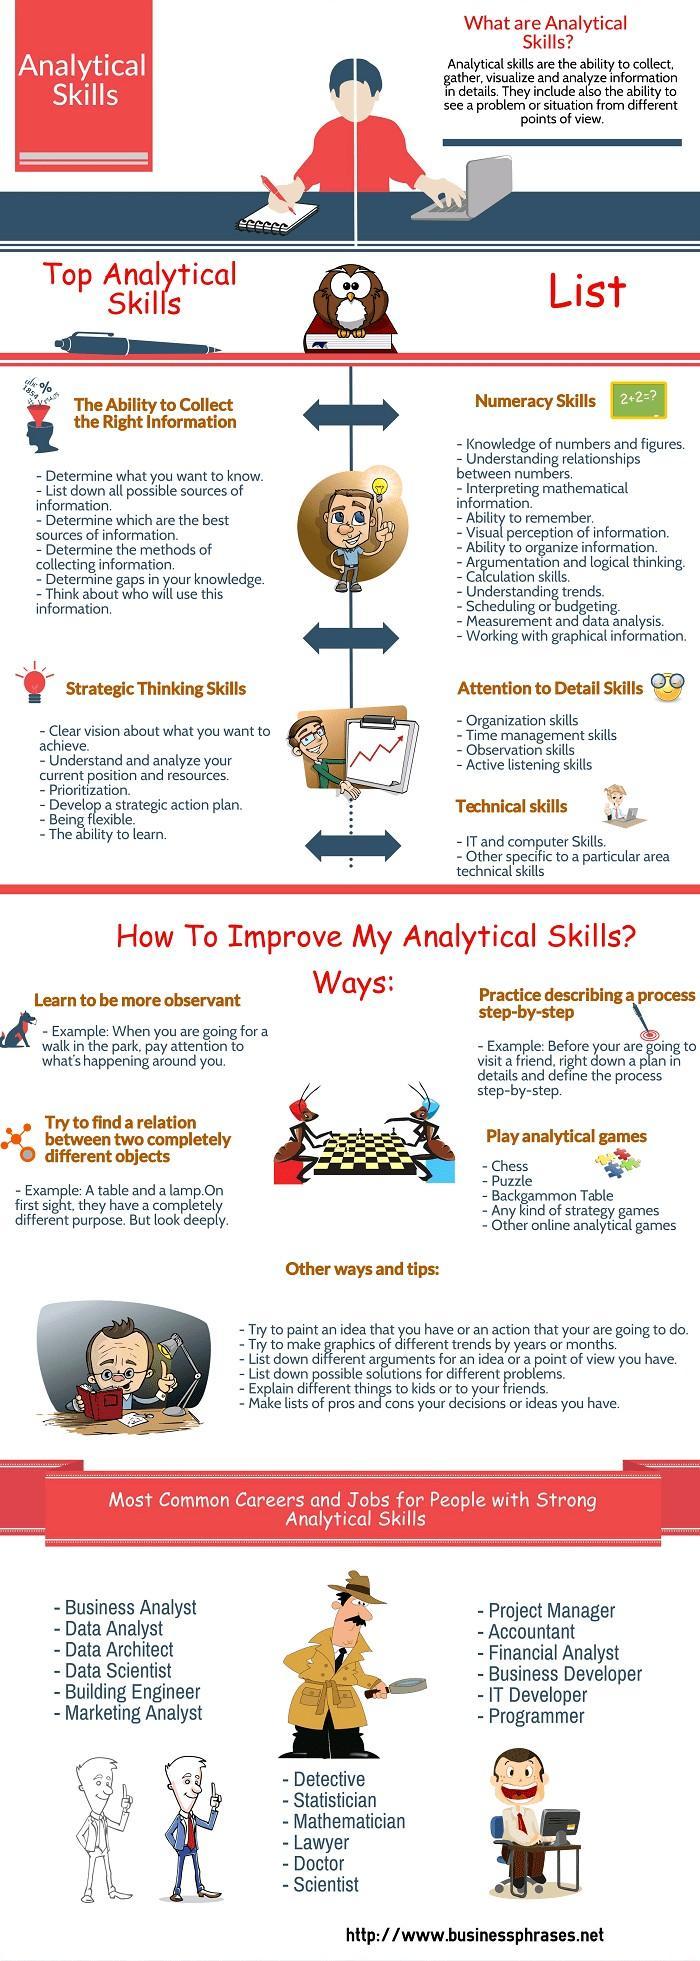 Analytical
Skills
What are Analytical
Skills?
Analytical skills are the ability to collect,
gather, visualize and analyze information
in details. They include also the ability to
see a problem or situation from different
points of view.
Top Analytical
Skills
List
The Ability to Collect
the Right Information
- Determine what you want to know.
- List down all possible sources of
information.
- Determine which are the best
sources of information.
- Determine the methods of
collecting information.
- Determine gaps in your knowledge.
- Think about who will use this
information.
Numeracy Skills
2+2=?
- Knowledge of numbers and figures.
- Understanding relationships
between numbers.
- Interpreting mathematical
information.
- Ability to remember.
- Visual perception of information.
- Ability to organize information.
- Argumentation and logical thinking.
- Calculation skills.
- Understanding trends.
- Scheduling or budgeting.
- Measurement and data analysis.
- Working with graphical information.
Strategic Thinking Skills
- Clear vision about what you want to
achieve.
- Understand and analyze your
current position and resources.
- Prioritization.
- Develop a strategic action plan.
- Being flexible.
- The ability to learn.
Attention to Detail Skills
- Organization skills
- Time management skills
- Observation skills
- Active listening skills
Technical skills
- IT and computer Skills.
- Other specific to a particular area
technical skills
How To Improve My Analytical Skills?
Ways:
Learn to be more observant
- Example: When you are going for a
walk in the park, pay attention to
what's happening around you.
Practice describing a process
step-by-step
- Example: Before your are going to
visit a friend, right down a plan in
details and define the process
step-by-step.
Try to find a relation
between two completely
different objects
- Example: A table and a lamp.On
first sight, they have a completely
different purpose. But look deeply.
Play analytical games
- Chess
- Puzzle
- Backgammon Table
- Any kind of strategy games
- Other online analytical games
Other ways and tips:
- Try to paint an idea that you have or an action that your are going to do.
- Try to make graphics of different trends by years or months.
- List down different arguments for an idea or a point of view you have.
- List down possible solutions for different problems.
- Explain different things to kids or to your friends.
- Make lists of pros and cons your decisions or ideas you have.
Most Common Careers and Jobs for People with Strong
Analytical Skills
- Business Analyst
- Data Analyst
- Data Architect
- Data Scientist
- Building Engineer
- Marketing Analyst
- Project Manager
- Accountant
- Financial Analyst
- Business Developer
- IT Developer
- Programmer
- Detective
- Statistician
- Mathematician
- Lawyer
- Doctor
- Scientist
http://www.businessphrases.net